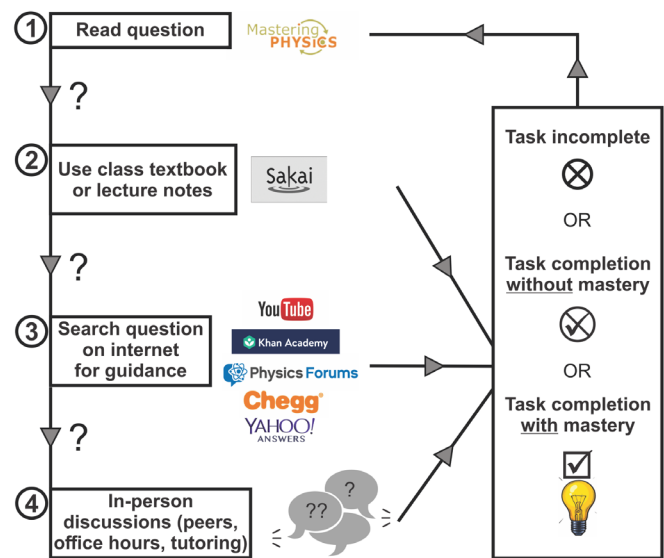 1
Read question
Mastering
PHYSICS
?
2
Use class textbook
or lecture notes
Sakai
?
3
Search question
on internet
for guidance
YouTube
Khan Academy
Physics Forums
Chegg®
YAHOO!
ANSWERS
?
4
In-person
discussions (peers,
office hours, tutoring)
?
??
Task incomplete
OR
Task completion
without mastery
OR
Task completion
with mastery